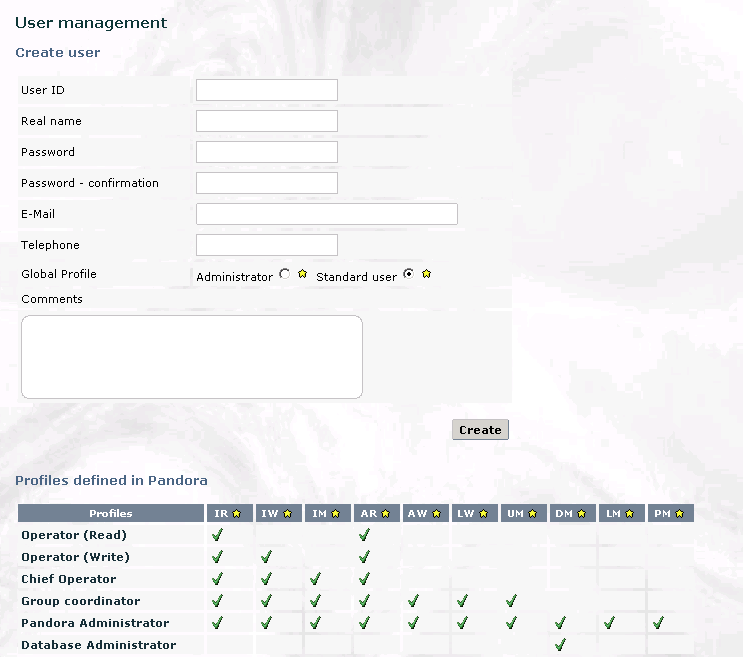 User management
Create user
User ID
Real name
Password
Password - confirmation
E-Mail
Telephone
Global Profile Administrator Standard user
Comments
Create
Profiles defined in Pandora
Profiles IR IW IM AR AW LW UM DM LM PM
Operator (Read)
Operator (Write)
Chief Operator
Group coordinator
Pandora Administrator
Database Administrator